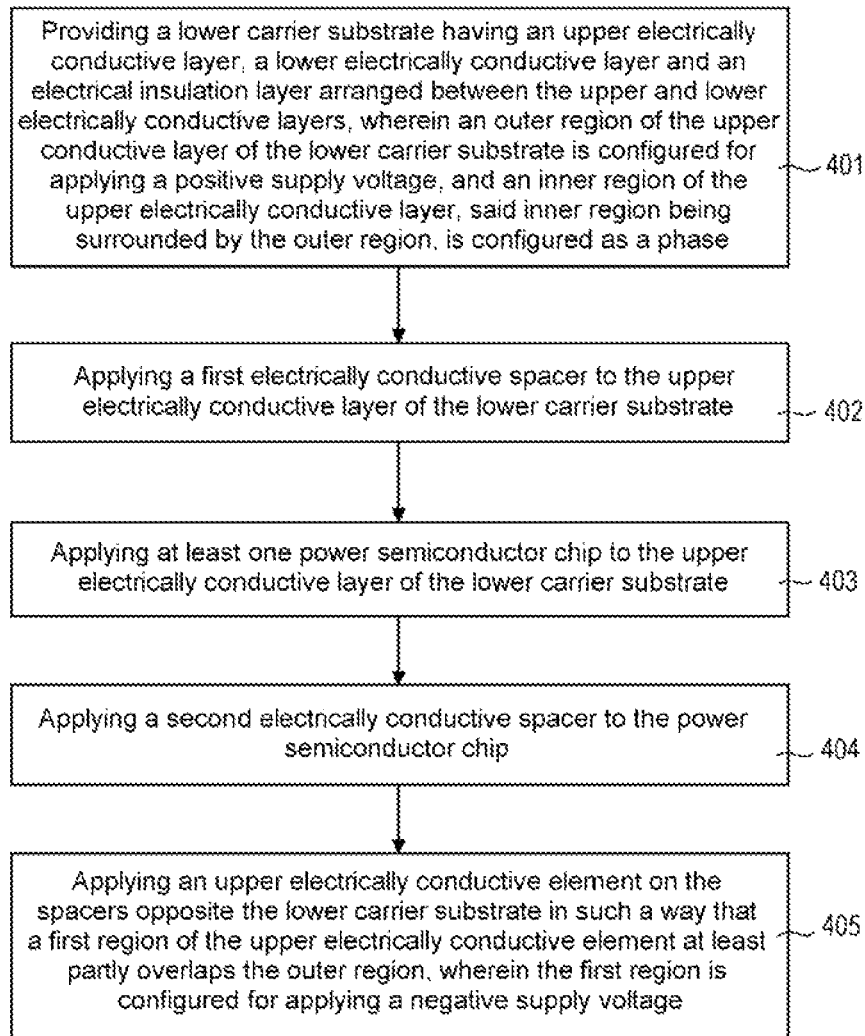 Providing a lower carrier substrate having an upper electrically
conductive layer, a lower electrically conductive layer and an
electrical insulation layer arranged between the upper and lower
electrically conductive layers, wherein an outer region of the upper
conductive layer of the lower carrier substrate is configured for
applying a positive supply voltage, and an inner region of the
upper electrically conductive layer, said inner region being
surrounded by the outer region, is configured as a phase
401
Applying a first electrically conductive spacer to the upper
electrically conductive layer of the lower carrier substrate
402
Applying at least one power semiconductor chip to the upper
electrically conductive layer of the lower carrier substrate
403
Applying a second electrically conductive spacer to the power
semiconductor chip
404
Applying an upper electrically conductive element on the
spacers opposite the lower carrier substrate in such a way that
a first region of the upper electrically conductive element at least
partly overlaps the outer region, wherein the first region is
configured for applying a negative supply voltage
405